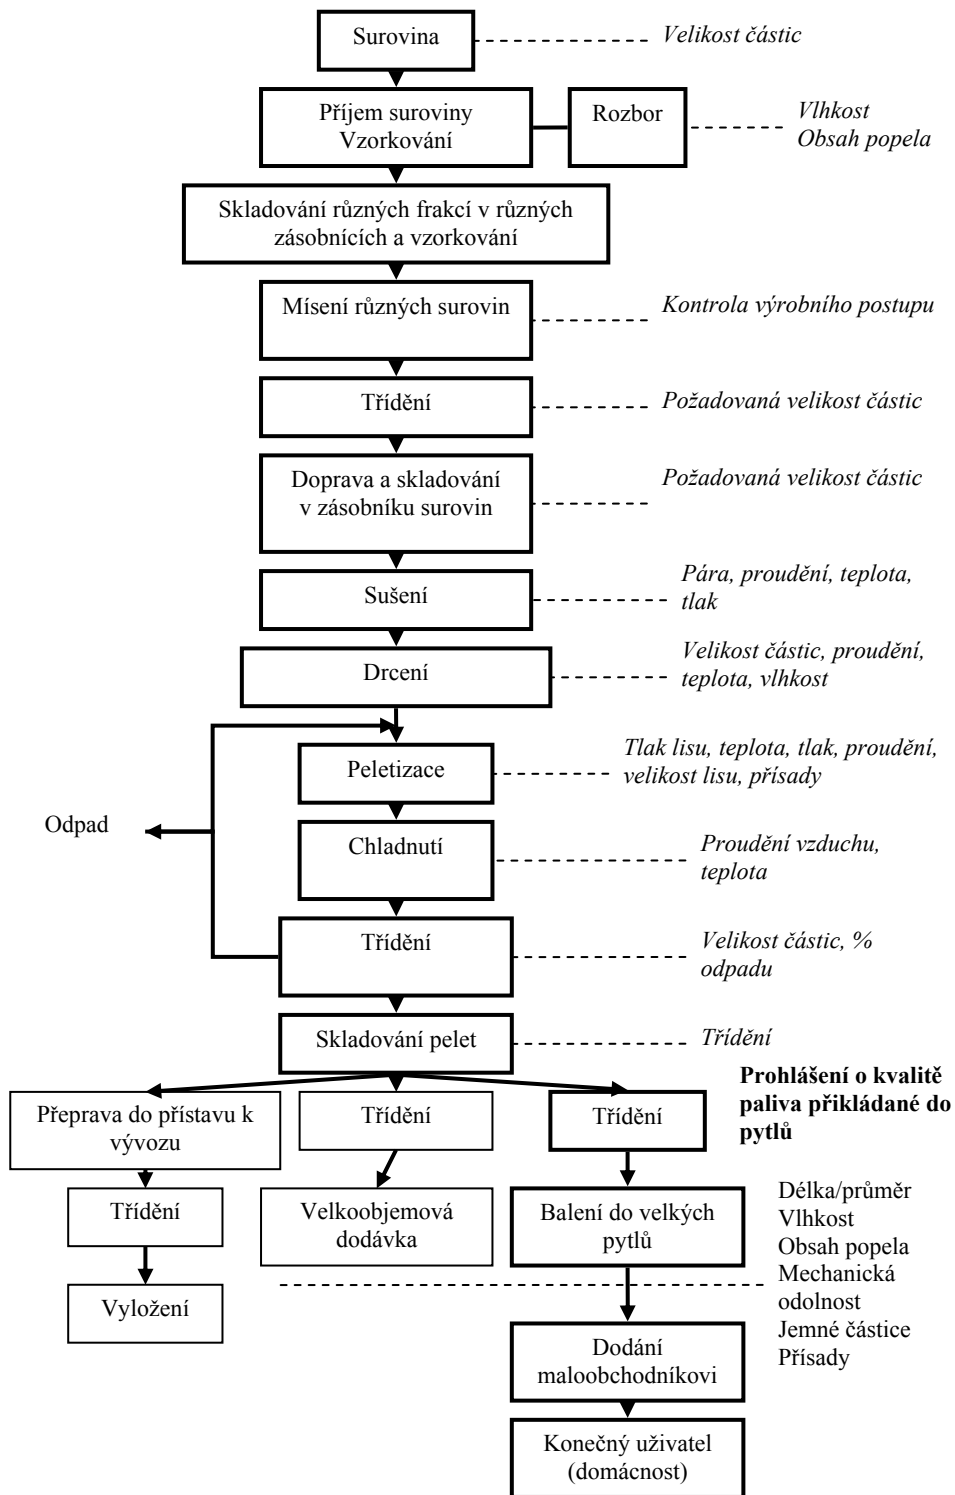 Surovina
Velikost částic
Příjem suroviny
Vzorkování
Rozbor
Vlhkost
Obsah popela
Skladování různých frakcí v různých
zásobnících a vzorkování
Mísení různých surovin
Kontrola výrobního postupu
Třídění
Požadovaná velikost částic
Doprava a skladování
v zásobníku surovin
Požadovaná velikost částic
Sušení
Pára, proudění, teplota,
tlak
Drcení
Velikost částic, proudění,
teplota, vlhkost
Peletizace
Tlak lisu, teplota, tlak, proudění,
velikost lisu, přísady
Odpad
Chladnutí
Proudění vzduchu,
teplota
Třídění
Velikost částic, %
odpadu
Skladování pelet
Třídění
Prohlášení o kvalitě
paliva přikládané do
pytlů
Přeprava do přístavu k
vývozu
Třídění
Třídění
Třídění
Velkoobjemová
dodávka
Balení do velkých
pytlů
Délka/průměr
Vlhkost
Obsah popela
Mechanická
odolnost
Jemné částice
Přísady
Vyložení
Dodání
maloobchodníkovi
Konečný uživatel
(domácnost)